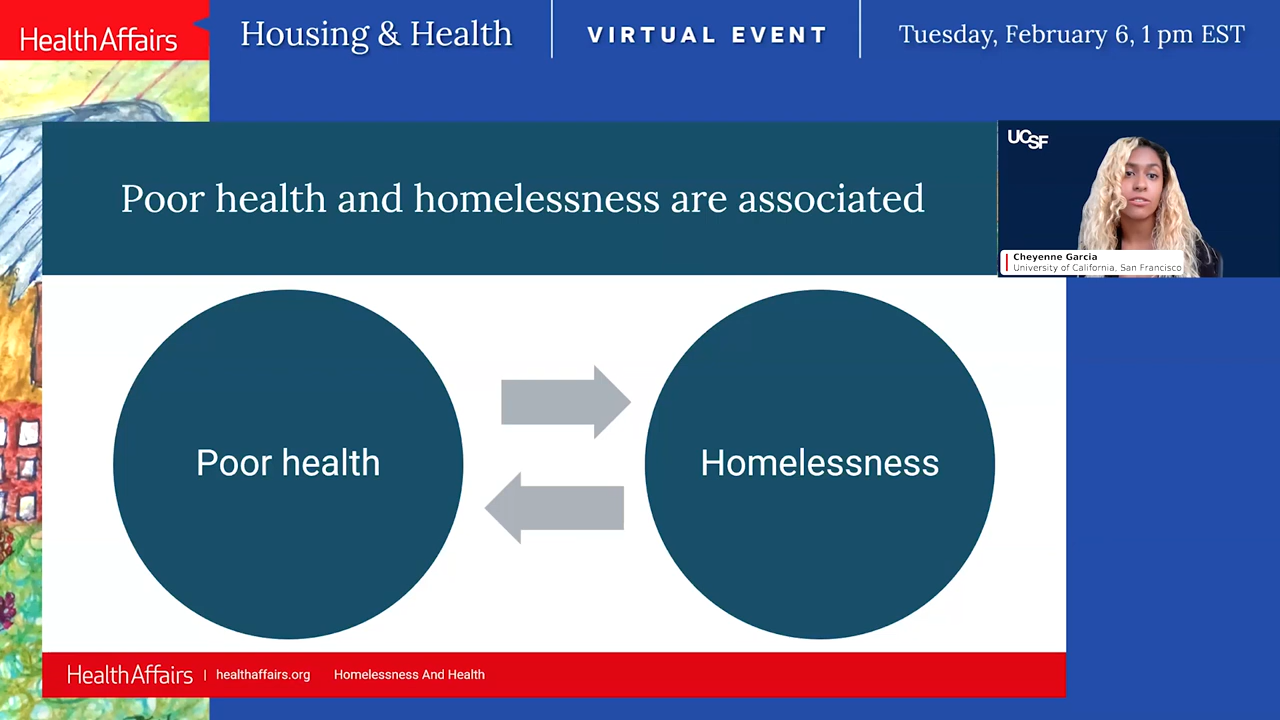 HealthAffairs
Housing & Health
VIRTUAL EVENT
Tuesday, February 6, 1 pm EST
Poor health and homelessness are associated
UCSF
Cheyenne Garcia
University of California, San Francisco
Poor health
Homelessness
HealthAffairs | healthaffairs.org Homelessness And Health